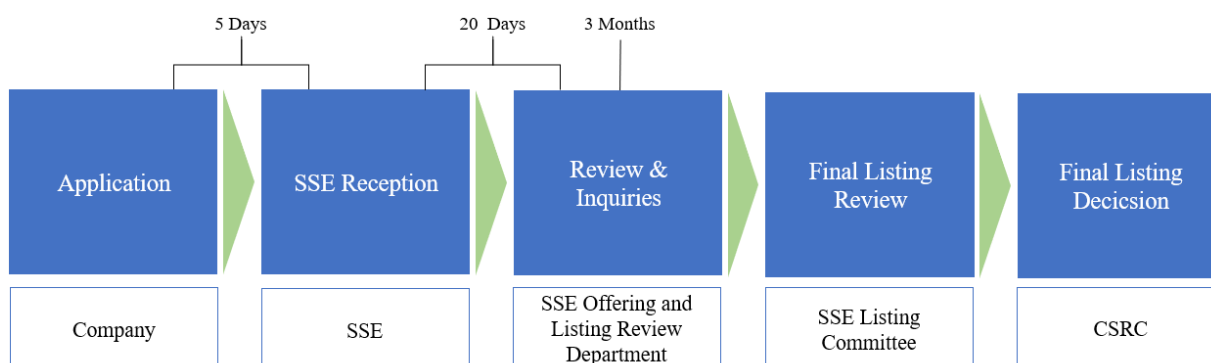 5 Days
20 Days
3 Months
Application
SSE Reception
Review &
Inquiries
Final Listing
Review
Final Listing
Decicsion
Company
SSE
SSE Offering and
Listing Review
Department
SSE Listing
Committee
CSRC